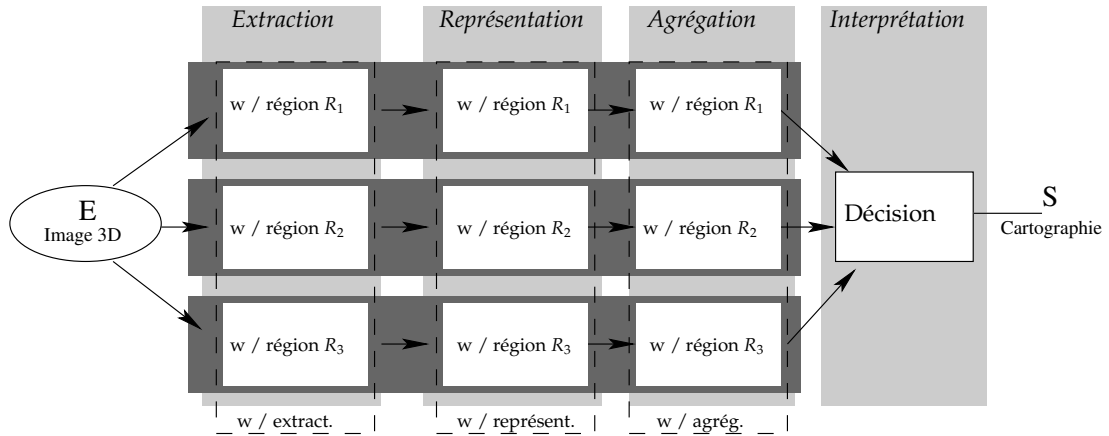 Extraction Représentation Agrégation Interprétation
w / région R1 w / région R1 w / région R1
E
Image 3D
w / région R2 w / région R2 w / région R2
Décision
S
Cartographie
w / région R3 w / région R3 w / région R3
w / extract. w / représent. w / agrég.